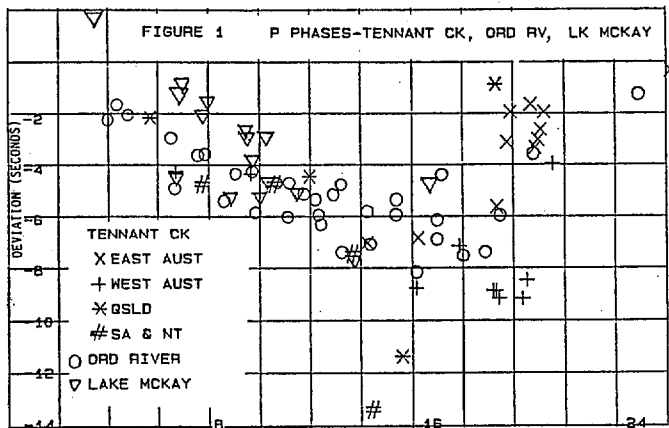 FIGURE 1 P PHASES-TENNANT CK, ORD RV, LK MCKAY
DEVIATION (SECONDS)
-2
-4
-6
-8
-10
-12
-14
TENNANT CK
X EAST AUST
+ WEST AUST
* QSLD
# SA & NT
O ORD RIVER
▽ LAKE MCKAY
8
16
24